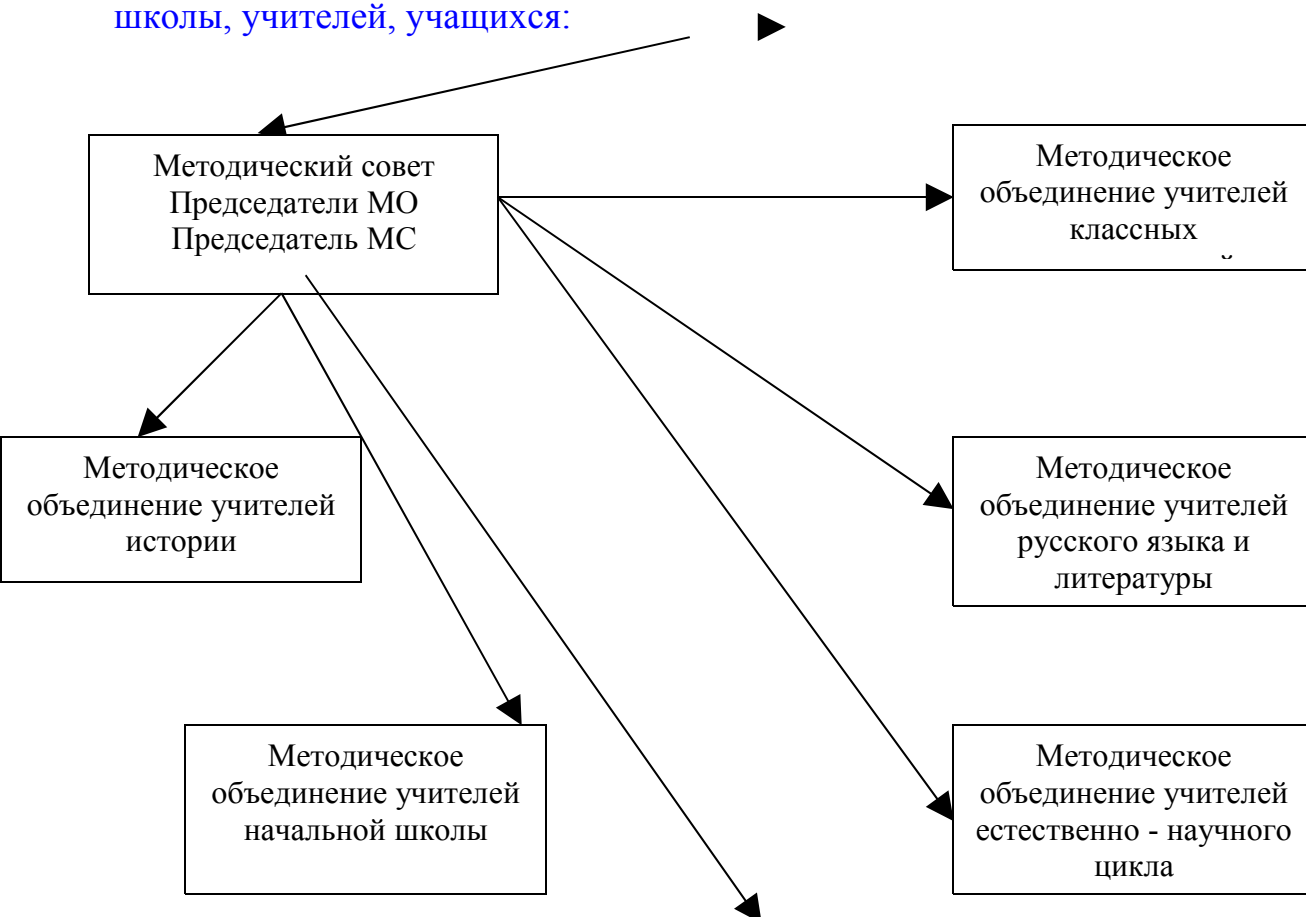 школы, учителей, учащихся:
Методический совет
Председатели МО
Председатель МС
Методическое
объединение учителей
классных
Методическое
объединение учителей
истории
Методическое
объединение учителей
русского языка и
литературы
Методическое
объединение учителей
начальной школы
Методическое
объединение учителей
естественно - научного
цикла